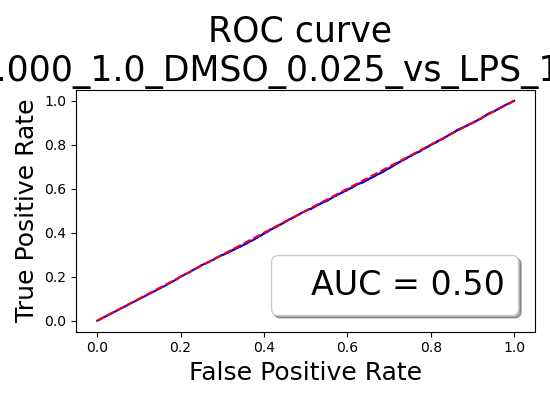 ROC curve
.000_1.0_DMSO_0.025_vs_LPS_1
True Positive Rate
1.0
0.8
0.6
0.4
0.2
0.0
AUC = 0.50
0.0 0.2 0.4 0.6 0.8 1.0
False Positive Rate